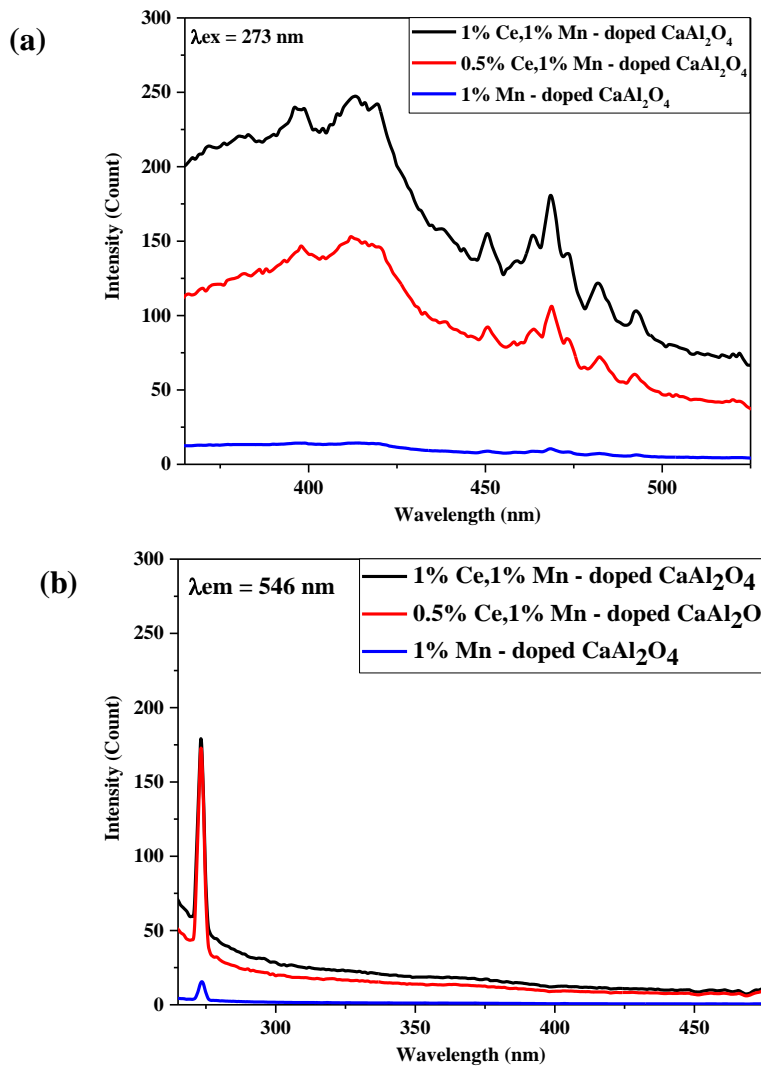 (a)
λex = 273 nm
1% Ce,1% Mn - doped CaAl₂O₄
0.5% Ce,1% Mn - doped CaAl₂O₄
1% Mn - doped CaAl₂O₄
300
250
200
150
100
50
0
Intensity (Count)
400 450 500
Wavelength (nm)
(b)
λem = 546 nm
1% Ce,1% Mn - doped CaAl₂O₄
0.5% Ce,1% Mn - doped CaAl₂O
1% Mn - doped CaAl₂O₄
300
250
200
150
100
50
0
Intensity (Count)
300 350 400 450
Wavelength (nm)